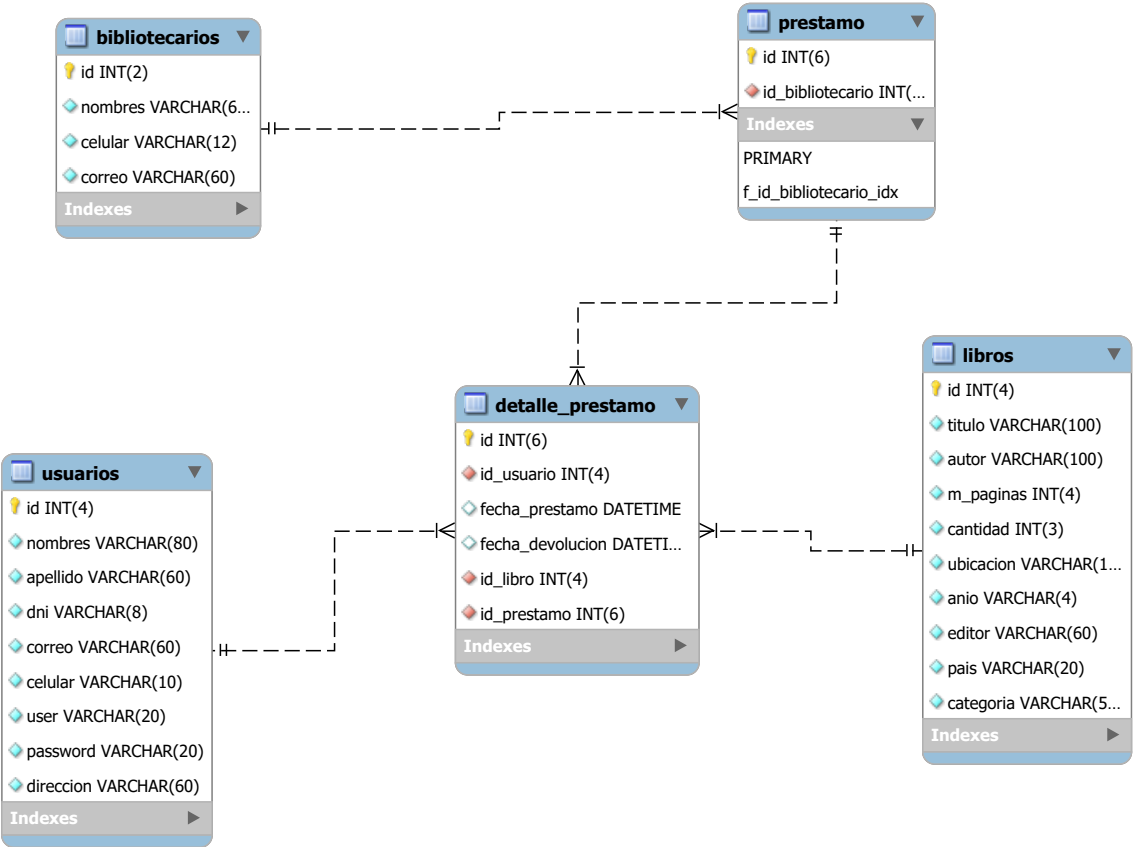 bibliotecarios
id INT(2)
nombres VARCHAR(6...
celular VARCHAR(12)
correo VARCHAR(60)
Indexes
prestamo
id INT(6)
id_bibliotecario INT(...
Indexes
PRIMARY
f_id_bibliotecario_idx
usuarios
id INT(4)
nombres VARCHAR(80)
apellido VARCHAR(60)
dni VARCHAR(8)
correo VARCHAR(60)
celular VARCHAR(10)
user VARCHAR(20)
password VARCHAR(20)
direccion VARCHAR(60)
Indexes
detalle_prestamo
id INT(6)
id_usuario INT(4)
fecha_prestamo DATETIME
fecha_devolucion DATETI...
id_libro INT(4)
id_prestamo INT(6)
Indexes
libros
id INT(4)
titulo VARCHAR(100)
autor VARCHAR(100)
m_paginas INT(4)
cantidad INT(3)
ubicacion VARCHAR(1...
anio VARCHAR(4)
editor VARCHAR(60)
pais VARCHAR(20)
categoria VARCHAR(5...
Indexes